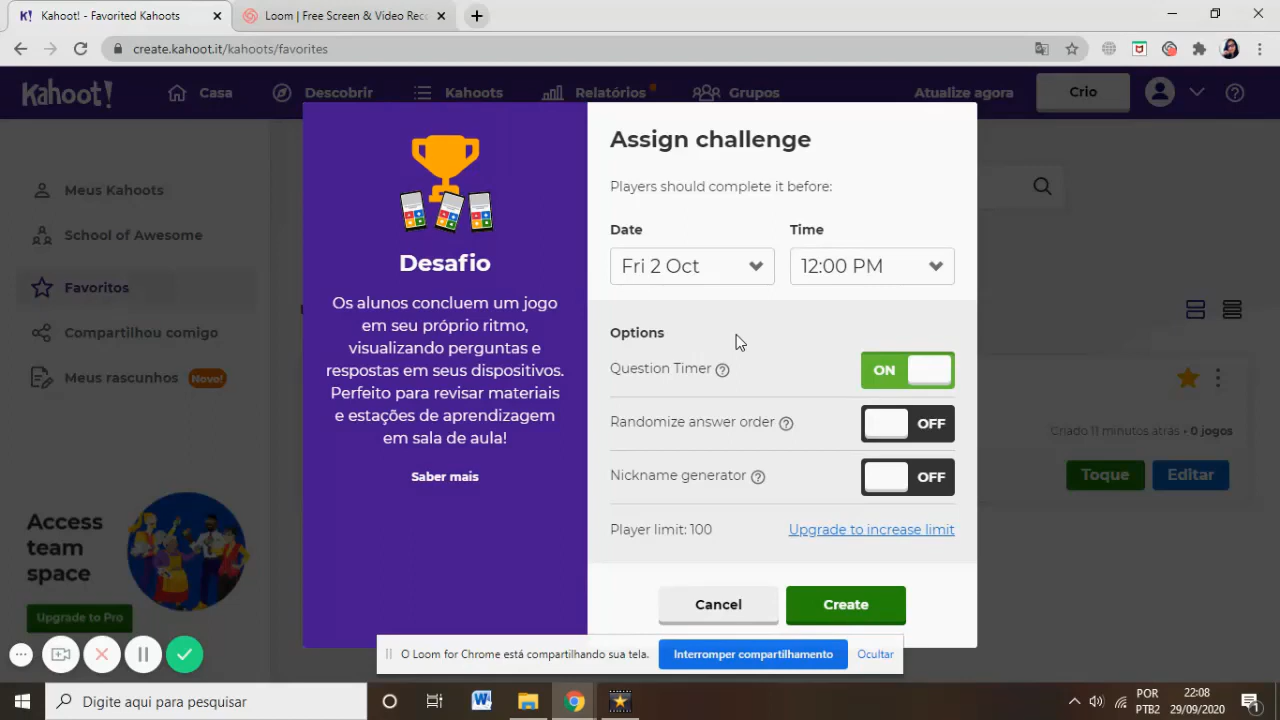 K! Kahoot! - Favorited Kahoots
Loom | Free Screen & Video Reco
create.kahoot.it/kahoots/favorites
Kahoot!
Casa
Descobrir
Kahoots
Relatórios
Grupos
Atualize agora
Crio
Meus Kahoots
School of Awesome
Favoritos
Compartilhou comigo
Meus rascunhos
Novo!
Access
team
space
Upgrade to Pro
Desafio
Os alunos concluem um jogo
em seu próprio ritmo,
visualizando perguntas e
respostas em seus dispositivos.
Perfeito para revisar materiais
e estações de aprendizagem
em sala de aula!
Saber mais
Assign challenge
Players should complete it before:
Date
Time
Fri 2 Oct
12:00 PM
Options
Question Timer
ON
Randomize answer order
OFF
Nickname generator
OFF
Player limit: 100
Upgrade to increase limit
Cancel
Create
Criado 11 minutos atrás • 0 jogos
Toque
Editar
O Loom for Chrome está compartilhando sua tela.
Interromper compartilhamento
Ocultar
Digite aqui para pesquisar
POR
PTB2
22:08
29/09/2020
1